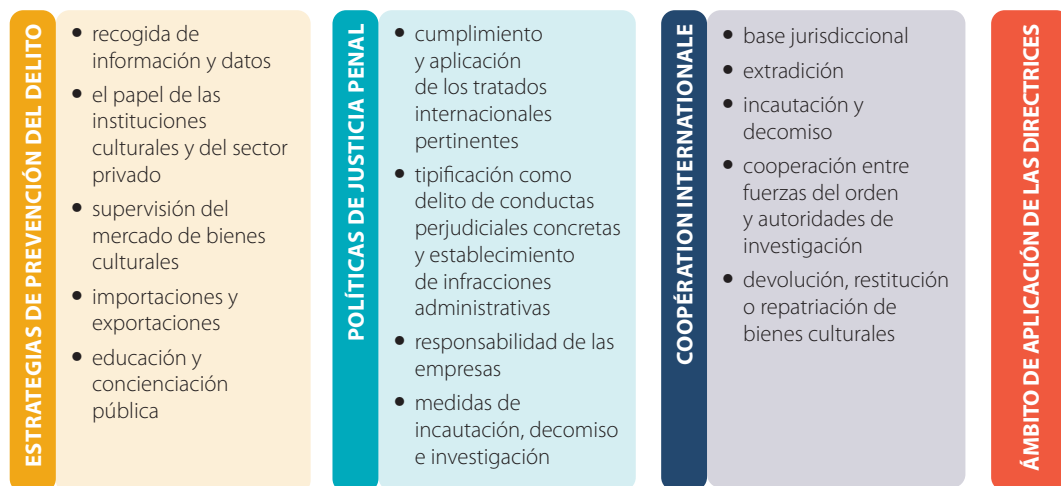 ESTRATEGIAS DE PREVENCIÓN DEL DELITO
• recogida de
información y datos
• el papel de las
instituciones
culturales y del sector
privado
• supervisión del
mercado de bienes
culturales
• importaciones y
exportaciones
• educación y
concienciación
pública
POLÍTICAS DE JUSTICIA PENAL
• cumplimiento
y aplicación
de los tratados
internacionales
pertinentes
• tipificación como
delito de conductas
perjudiciales concretas
y establecimiento
de infracciones
administrativas
• responsabilidad de las
empresas
• medidas de
incautación, decomiso
e investigación
COOPÉRATION INTERNATIONALE
• base jurisdiccional
• extradición
• incautación y
decomiso
• cooperación entre
fuerzas del orden
y autoridades de
investigación
• devolución, restitución
o repatriación de
bienes culturales
ÁMBITO DE APLICACIÓN DE LAS DIRECTRICES